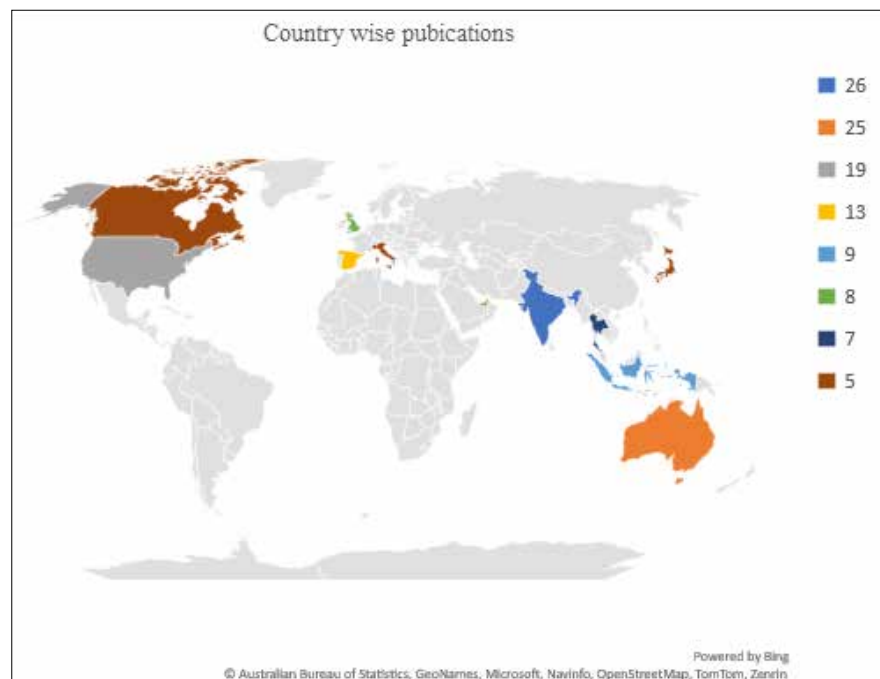 Country wise pubications
26
25
19
13
9
8
7
5
Powered by Bing
© Australian Bureau of Statistics, GeoNames, Microsoft, Navinfo, OpenStreetMap, TomTom, Zenrin